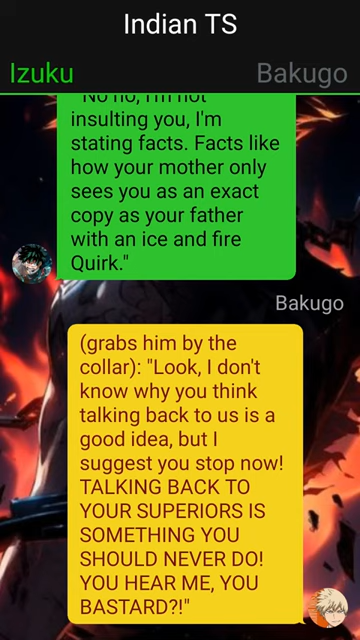 Indian TS
Izuku
Bakugo
"No no, I'm not
insulting you, I'm
stating facts. Facts like
how your mother only
sees you as an exact
copy as your father
with an ice and fire
Quirk."
Bakugo
(grabs him by the
collar): "Look, I don't
know why you think
talking back to us is a
good idea, but I
suggest you stop now!
TALKING BACK TO
YOUR SUPERIORS IS
SOMETHING YOU
SHOULD NEVER DO!
YOU HEAR ME, YOU
BASTARD?!"